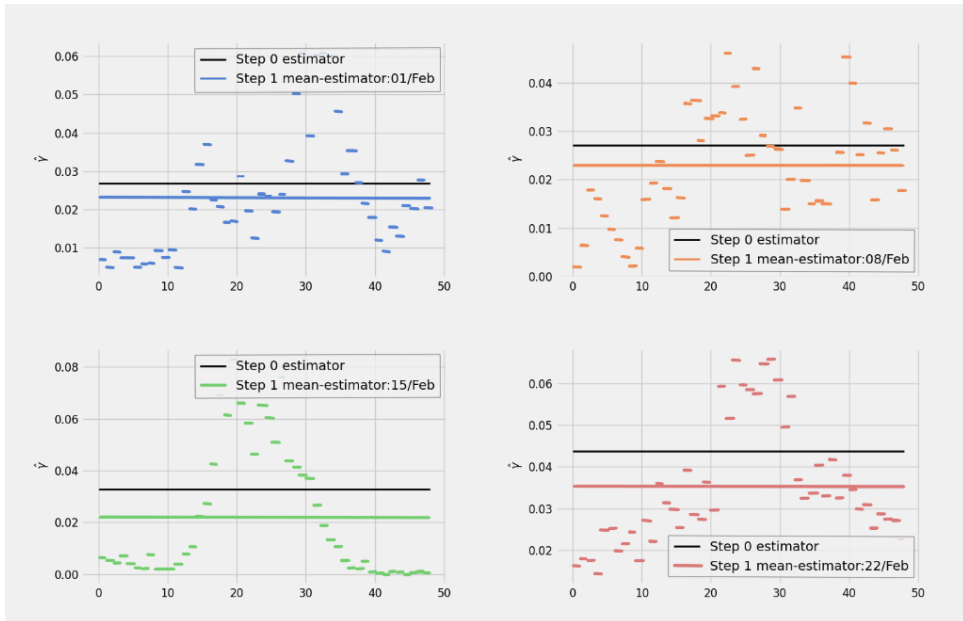 Step 0 estimator
Step 1 mean-estimator:01/Feb
0.06
0.05
0.04
0.03
0.02
0.01
γ̂
0 10 20 30 40 50
Step 0 estimator
Step 1 mean-estimator:08/Feb
0.04
0.03
0.02
0.01
0.00
γ̂
0 10 20 30 40 50
Step 0 estimator
Step 1 mean-estimator:15/Feb
0.08
0.06
0.04
0.02
0.00
γ̂
0 10 20 30 40 50
Step 0 estimator
Step 1 mean-estimator:22/Feb
0.06
0.05
0.04
0.03
0.02
γ̂
0 10 20 30 40 50